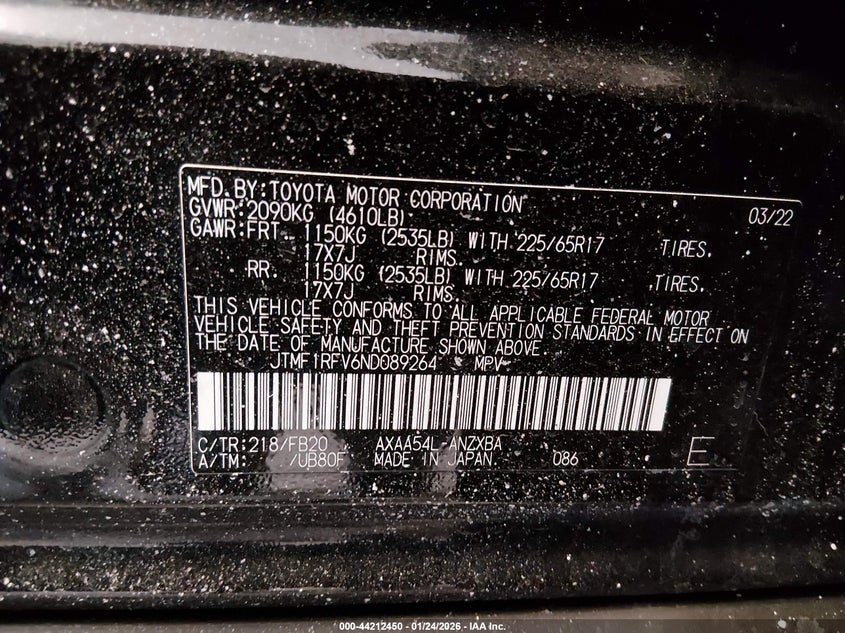 MFD.BY:TOYOTA MOTOR CORPORATION 03/22
GVWR:2090KG (4610LB)
GAWR:FRT. 1150KG (2535LB) WITH 225/65R17 TIRES.
17X7J RIMS.
RR. 1150KG (2535LB) WITH 225/65R17 TIRES.
17X7J RIMS.
THIS VEHICLE CONFORMS TO ALL APPLICABLE FEDERAL MOTOR
VEHICLE SAFETY AND THEFT PREVENTION STANDARDS IN EFFECT ON
THE DATE OF MANUFACTURE SHOWN ABOVE.
JTMF1RFV6ND089264 MPV
C/TR:218/FB20 AXAA54L-ANZXBA
A/TM: /UB80F MADE IN JAPAN. 086 E
000-44212450 - 01/24/2026 - IAA Inc.